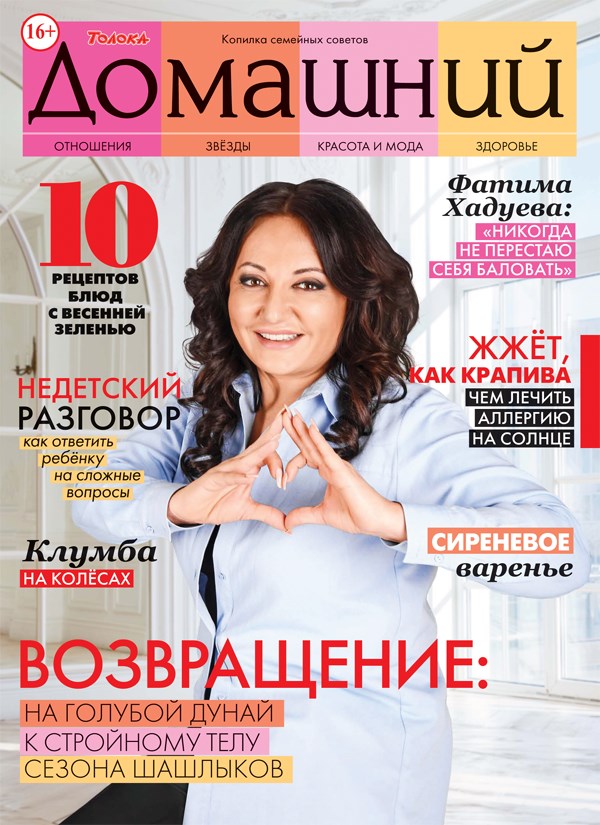 16+
Толока
Копилка семейных советов
Домашний
ОТНОШЕНИЯ
ЗВЁЗДЫ
КРАСОТА И МОДА
ЗДОРОВЬЕ
10
РЕЦЕПТОВ
БЛЮД
С ВЕСЕННЕЙ
ЗЕЛЕНЬЮ
Фатима
Хадуева:
«НИКОГДА
НЕ ПЕРЕСТАЮ
СЕБЯ БАЛОВАТЬ»
НЕДЕТСКИЙ
РАЗГОВОР
как ответить
ребёнку
на сложные
вопросы
ЖЖЁТ,
КАК КРАПИВА
ЧЕМ ЛЕЧИТЬ
АЛЛЕРГИЮ
НА СОЛНЦЕ
Клумба
НА КОЛЁСАХ
СИРЕНЕВОЕ
варенье
ВОЗВРАЩЕНИЕ:
НА ГОЛУБОЙ ДУНАЙ
К СТРОЙНОМУ ТЕЛУ
СЕЗОНА ШАШЛЫКОВ